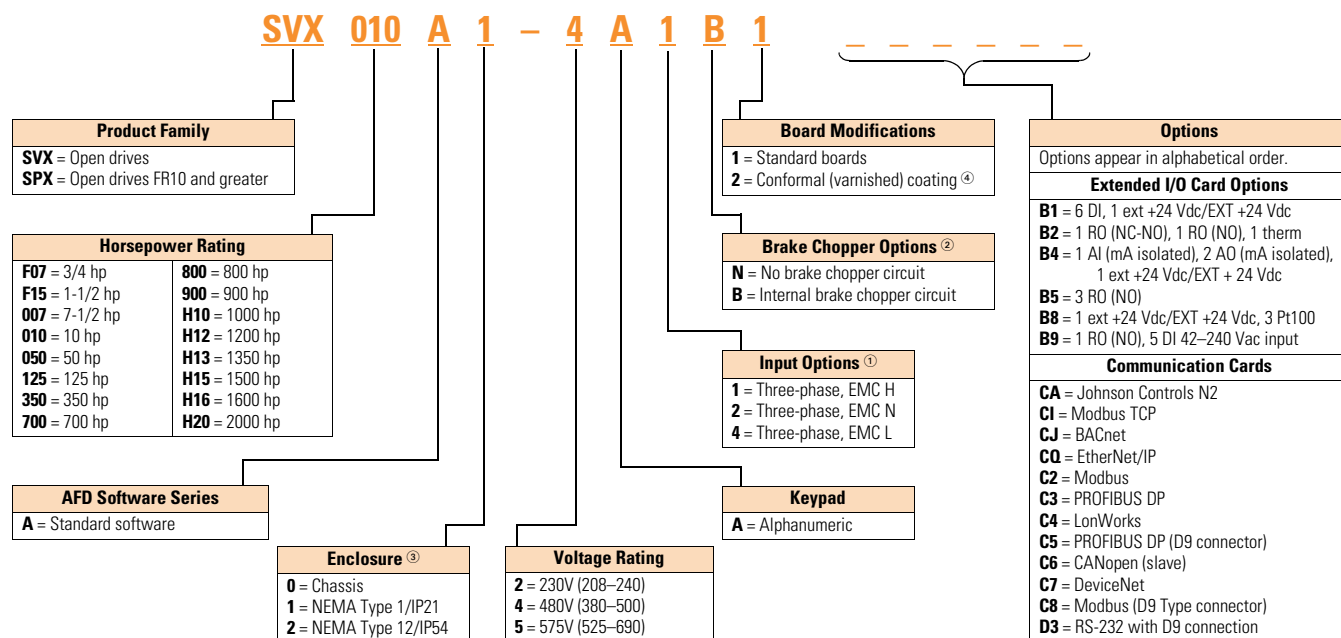 SVX 010 A 1 – 4 A 1 B 1 _ _ _ _ _ _
Product Family
SVX = Open drives
SPX = Open drives FR10 and greater
Horsepower Rating
F07 = 3/4 hp
F15 = 1-1/2 hp
007 = 7-1/2 hp
010 = 10 hp
050 = 50 hp
125 = 125 hp
350 = 350 hp
700 = 700 hp
800 = 800 hp
900 = 900 hp
H10 = 1000 hp
H12 = 1200 hp
H13 = 1350 hp
H15 = 1500 hp
H16 = 1600 hp
H20 = 2000 hp
AFD Software Series
A = Standard software
Enclosure ③
0 = Chassis
1 = NEMA Type 1/IP21
2 = NEMA Type 12/IP54
Voltage Rating
2 = 230V (208–240)
4 = 480V (380–500)
5 = 575V (525–690)
Keypad
A = Alphanumeric
Input Options ①
1 = Three-phase, EMC H
2 = Three-phase, EMC N
4 = Three-phase, EMC L
Brake Chopper Options ②
N = No brake chopper circuit
B = Internal brake chopper circuit
Board Modifications
1 = Standard boards
2 = Conformal (varnished) coating ④
Options
Options appear in alphabetical order.
Extended I/O Card Options
B1 = 6 DI, 1 ext +24 Vdc/EXT +24 Vdc
B2 = 1 RO (NC-NO), 1 RO (NO), 1 therm
B4 = 1 AI (mA isolated), 2 AO (mA isolated),
1 ext +24 Vdc/EXT + 24 Vdc
B5 = 3 RO (NO)
B8 = 1 ext +24 Vdc/EXT +24 Vdc, 3 Pt100
B9 = 1 RO (NO), 5 DI 42–240 Vac input
Communication Cards
CA = Johnson Controls N2
CI = Modbus TCP
CJ = BACnet
CQ = EtherNet/IP
C2 = Modbus
C3 = PROFIBUS DP
C4 = LonWorks
C5 = PROFIBUS DP (D9 connector)
C6 = CANopen (slave)
C7 = DeviceNet
C8 = Modbus (D9 Type connector)
D3 = RS-232 with D9 connection